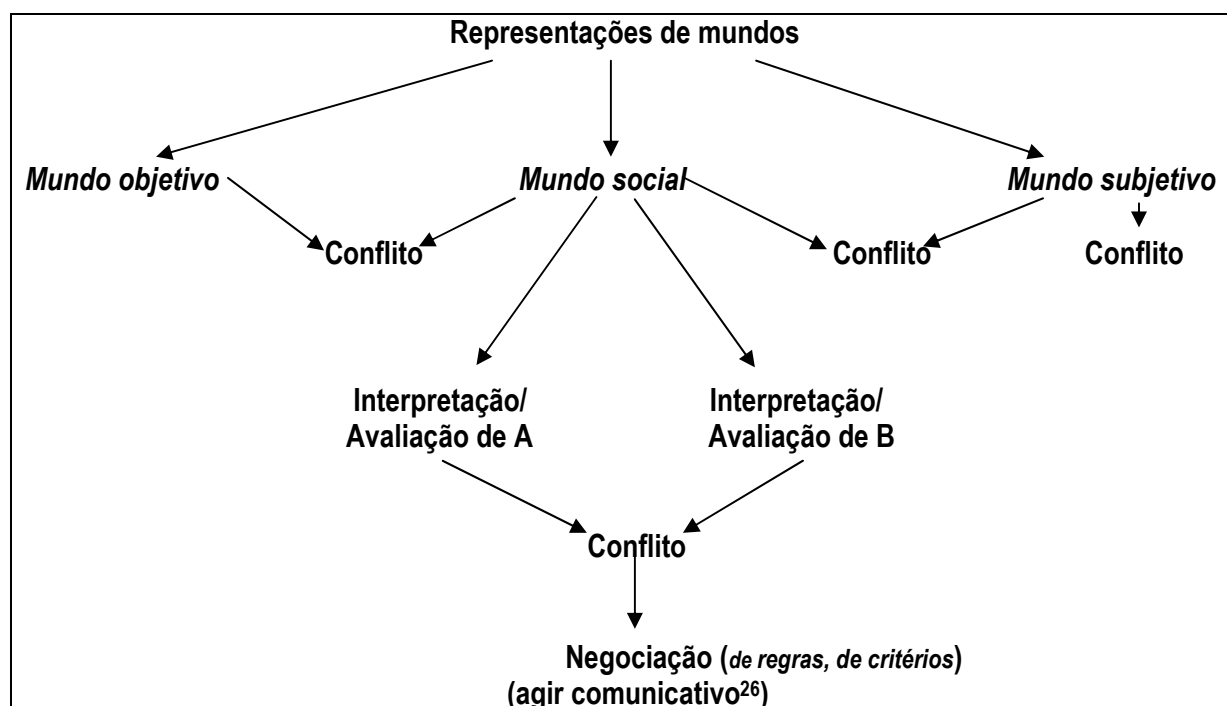 Representações de mundos
Mundo objetivo Mundo social Mundo subjetivo
Conflito Conflito Conflito
Interpretação/ Interpretação/
Avaliação de A Avaliação de B
Conflito
Negociação (de regras, de critérios)
(agir comunicativo26)